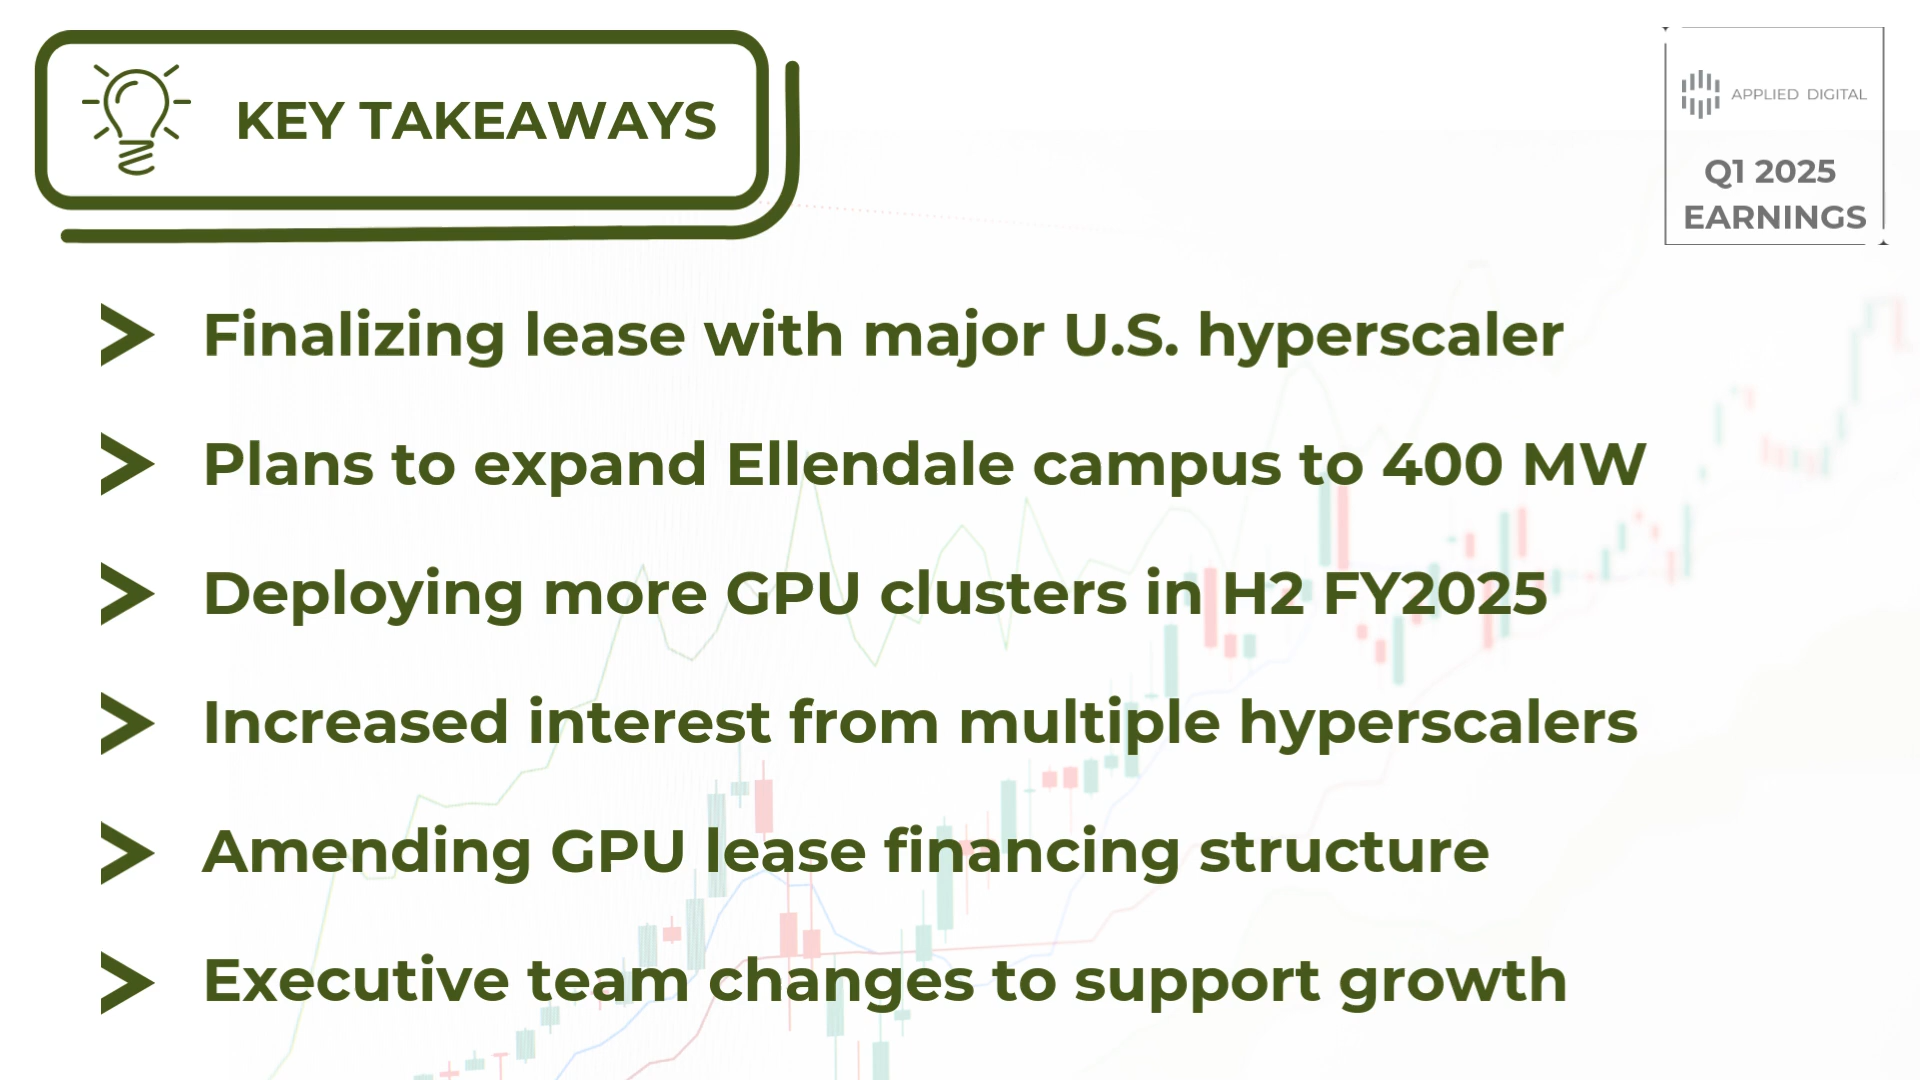 KEY TAKEAWAYS
APPLIED DIGITAL
Q1 2025
EARNINGS
Finalizing lease with major U.S. hyperscaler
Plans to expand Ellendale campus to 400 MW
Deploying more GPU clusters in H2 FY2025
Increased interest from multiple hyperscalers
Amending GPU lease financing structure
Executive team changes to support growth